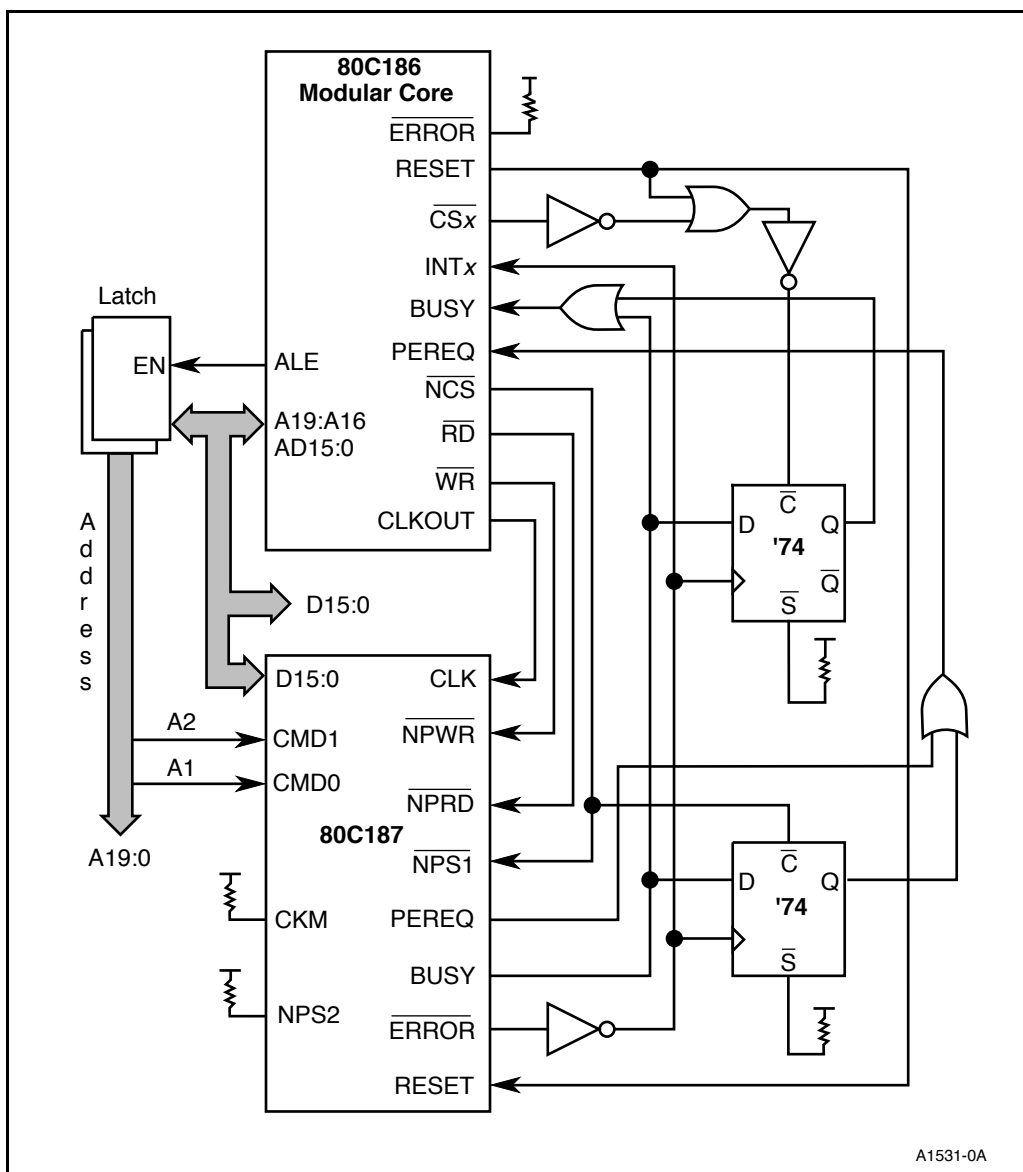 80C186
Modular Core
ERROR
RESET
CSx
INTx
BUSY
PEREQ
NCS
RD
WR
CLKOUT
ALE
A19:A16
AD15:0
Latch
EN
Address
D15:0
A2
A1
A19:0
C
D
Q
'74
Q
S
D15:0
CLK
CMD1
NPWR
CMD0
NPRD
80C187
NPS1
CKM
PEREQ
BUSY
NPS2
ERROR
RESET
C
D
Q
'74
S
A1531-0A